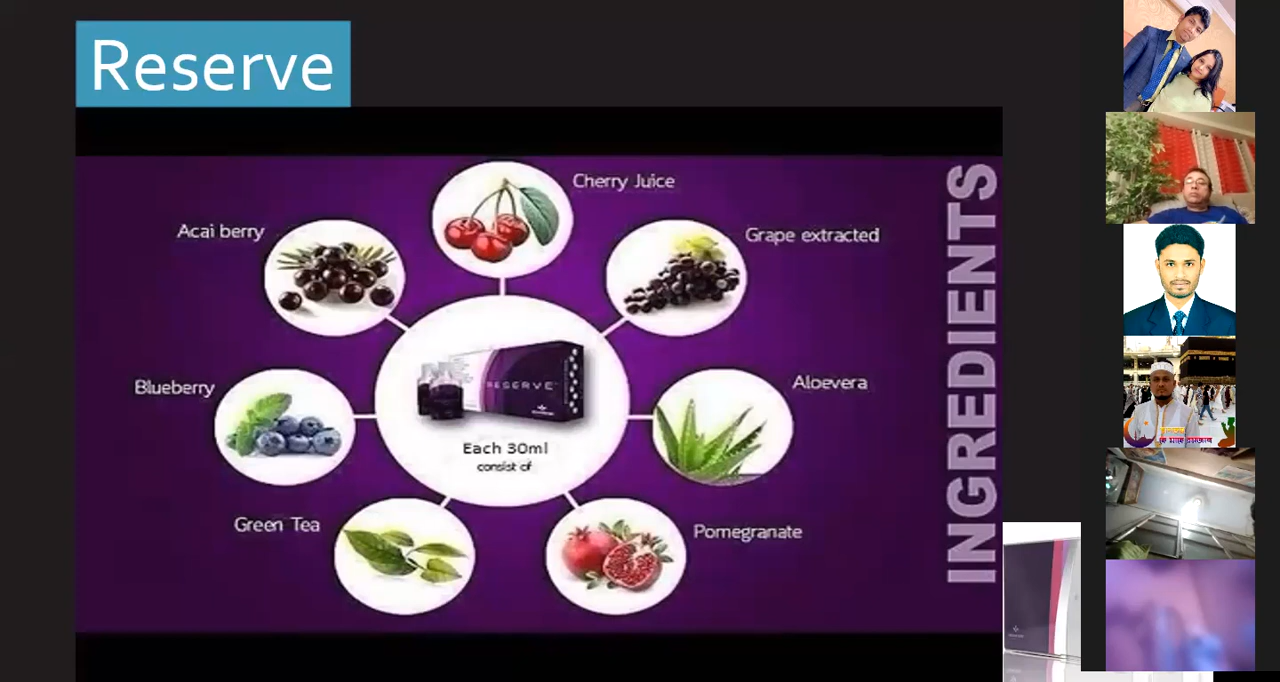 Reserve
Cherry Juice
Acai berry
Grape extracted
INGREDIENTS
RESERVE
Blueberry
Aloevera
Each 30ml
consist of
Green Tea
Pomegranate